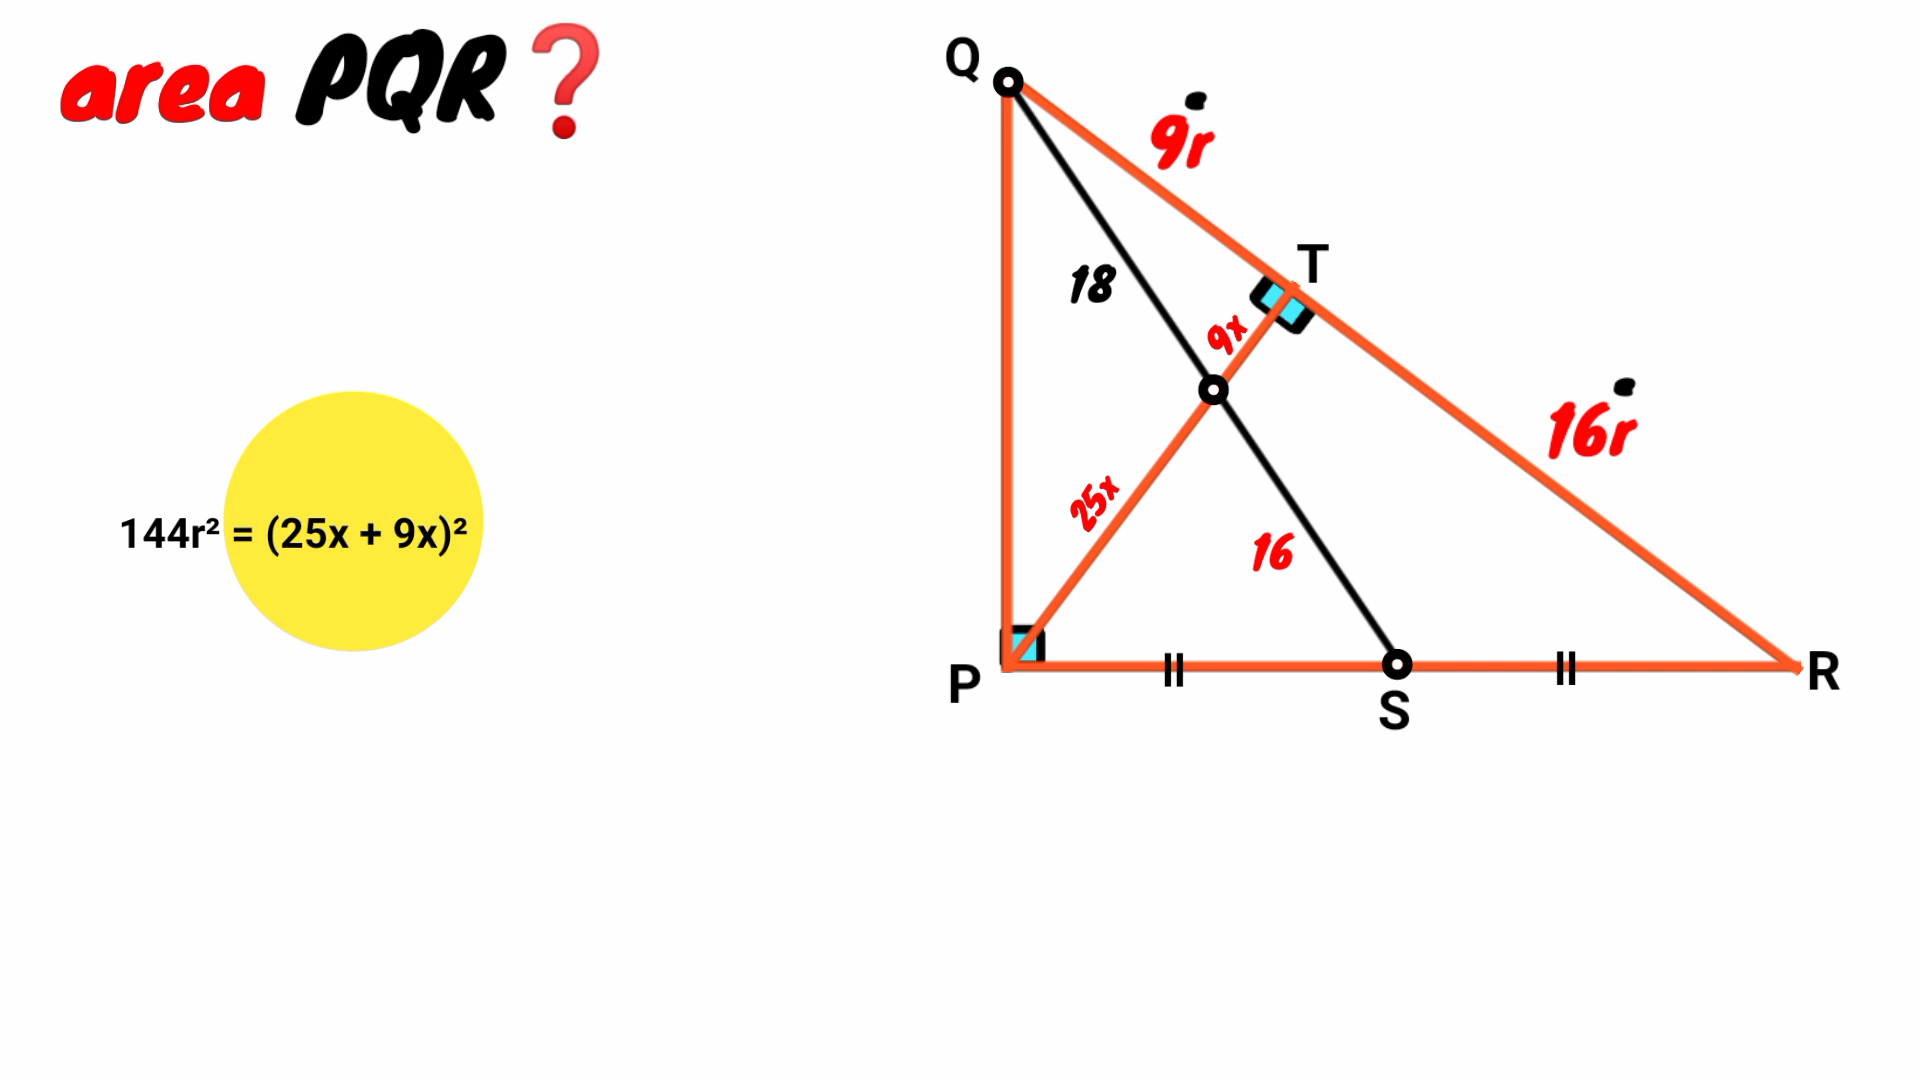 area PQR❓
Q
9r
T
18
9x
16r
25x
144r² = (25x + 9x)²
16
P
R
S